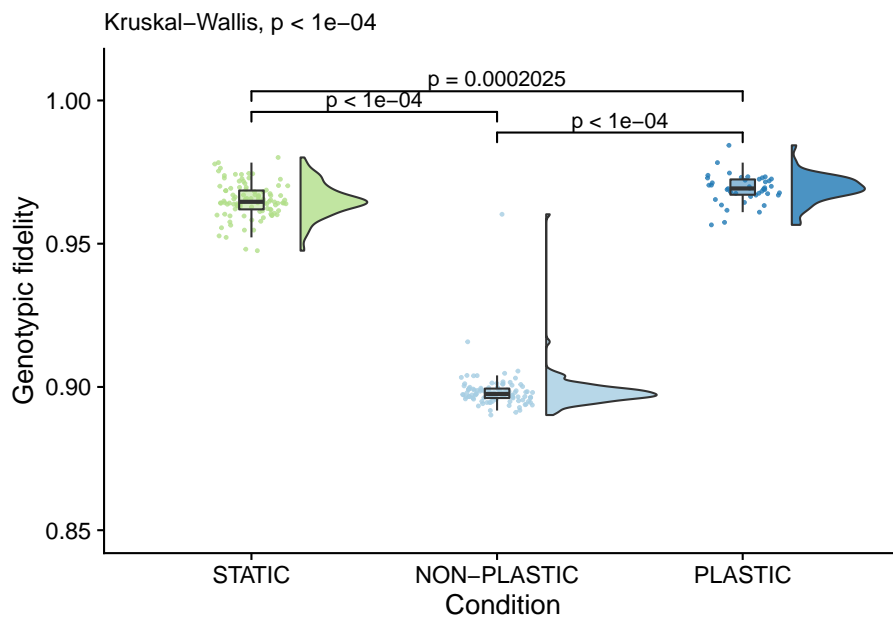 Kruskal−Wallis, p < 1e−04
p = 0.0002025
p < 1e−04
p < 1e−04
1.00
0.95
0.90
0.85
Genotypic fidelity
STATIC
NON−PLASTIC
PLASTIC
Condition